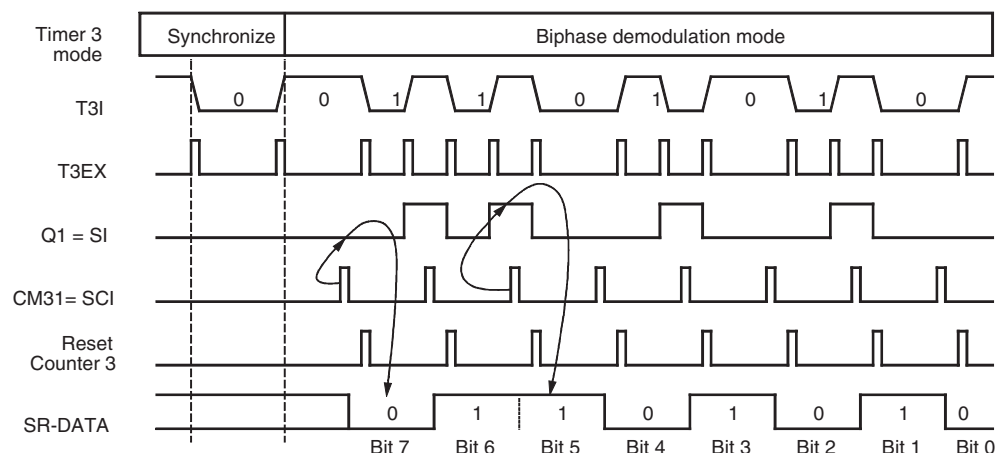 Timer 3
mode
Synchronize
Biphase demodulation mode
T3I
0 0 1 1 0 1 0 1 0
T3EX
Q1 = SI
CM31= SCI
Reset
Counter 3
SR-DATA
0 1 1 0 1 0 1 0
Bit 7 Bit 6 Bit 5 Bit 4 Bit 3 Bit 2 Bit 1 Bit 0